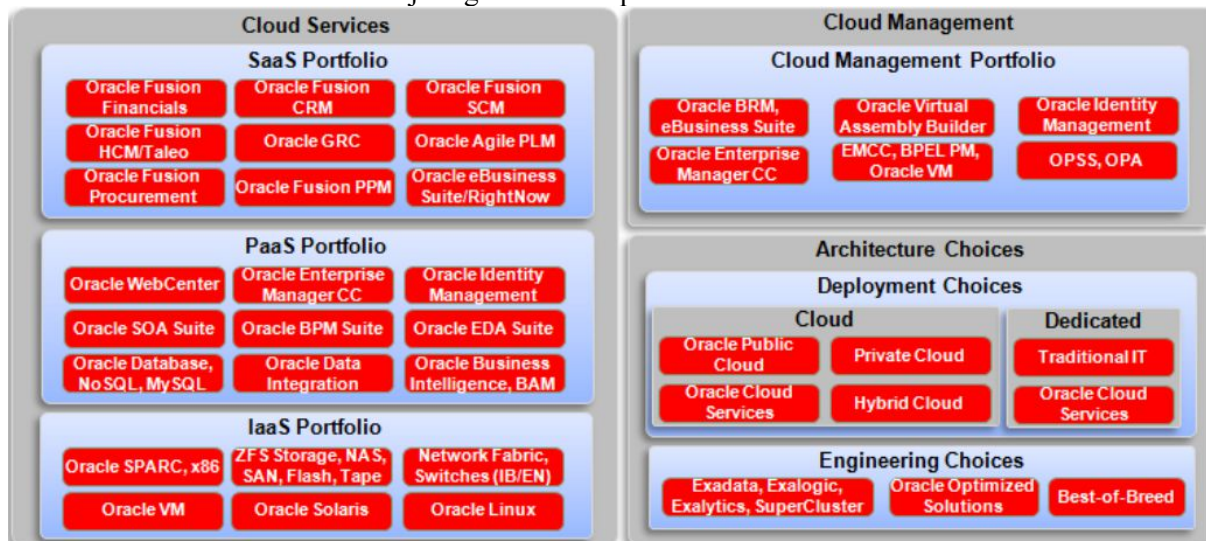 Cloud Services
SaaS Portfolio
Oracle Fusion
Financials
Oracle Fusion
CRM
Oracle Fusion
SCM
Oracle Fusion
HCM/Taleo
Oracle GRC
Oracle Agile PLM
Oracle Fusion
Procurement
Oracle Fusion PPM
Oracle eBusiness
Suite/RightNow
PaaS Portfolio
Oracle WebCenter
Oracle Enterprise
Manager CC
Oracle Identity
Management
Oracle SOA Suite
Oracle BPM Suite
Oracle EDA Suite
Oracle Database,
NoSQL, MySQL
Oracle Data
Integration
Oracle Business
Intelligence, BAM
IaaS Portfolio
Oracle SPARC, x86
ZFS Storage, NAS,
SAN, Flash, Tape
Network Fabric,
Switches (IB/EN)
Oracle VM
Oracle Solaris
Oracle Linux
Cloud Management
Cloud Management Portfolio
Oracle BRM,
eBusiness Suite
Oracle Virtual
Assembly Builder
Oracle Identity
Management
Oracle Enterprise
Manager CC
EMCC, BPEL PM,
Oracle VM
OPSS, OPA
Architecture Choices
Deployment Choices
Cloud
Oracle Public
Cloud
Private Cloud
Oracle Cloud
Services
Hybrid Cloud
Dedicated
Traditional IT
Oracle Cloud
Services
Engineering Choices
Exadata, Exalogic,
Exalytics, SuperCluster
Oracle Optimized
Solutions
Best-of-Breed